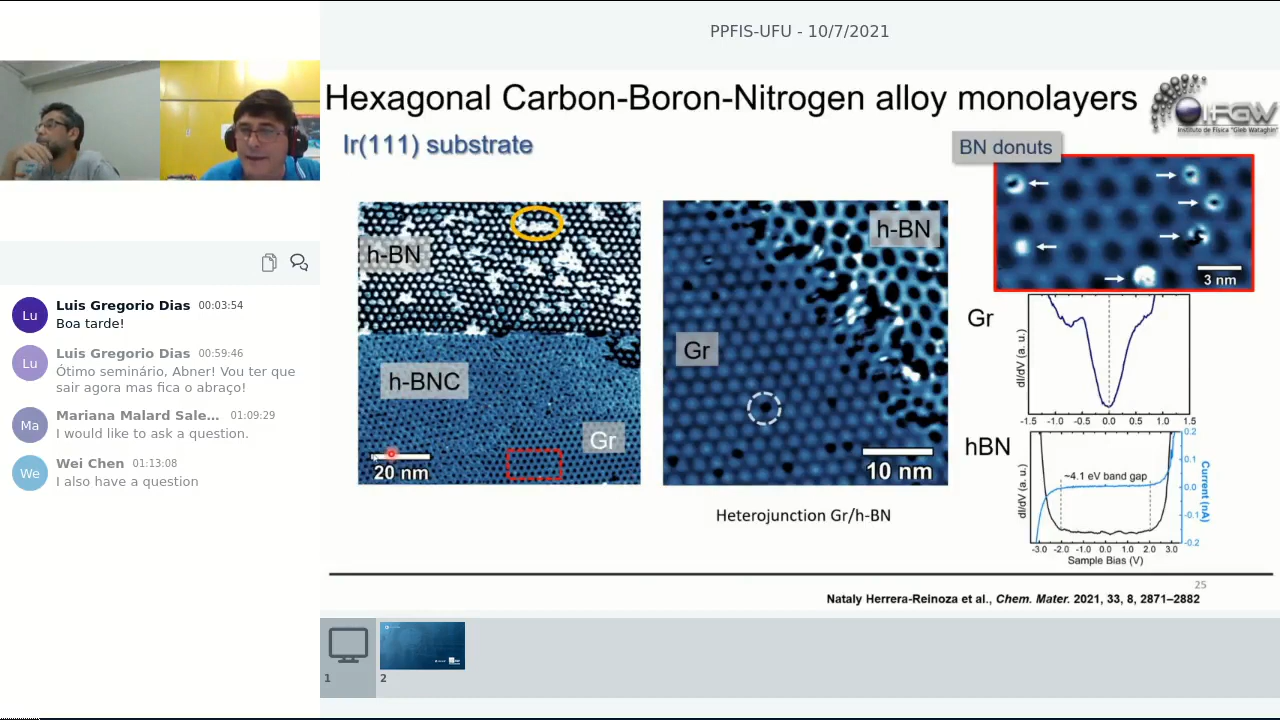 PPFIS-UFU - 10/7/2021
Hexagonal Carbon-Boron-Nitrogen alloy monolayers
IFGW
Instituto de Física "Gleb Wataghin"
Ir(111) substrate
BN donuts
h-BN
h-BNC
Gr
20 nm
h-BN
Gr
10 nm
Heterojunction Gr/h-BN
3 nm
Gr
dI/dV (a. u.)
-1.5 -1.0 -0.5 0.0 0.5 1.0 1.5
hBN
dI/dV (a. u.)
~4.1 eV band gap
0.2
0.1
0.0
-0.1
-0.2
Current (nA)
-3.0 -2.0 -1.0 0.0 1.0 2.0 3.0
Sample Bias (V)
25
Nataly Herrera-Reinoza et al., Chem. Mater. 2021, 33, 8, 2871–2882
Lu
Luis Gregorio Dias 00:03:54
Boa tarde!
Lu
Luis Gregorio Dias 00:59:46
Ótimo seminário, Abner! Vou ter que
sair agora mas fica o abraço!
Ma
Mariana Malard Sale... 01:09:29
I would like to ask a question.
We
Wei Chen 01:13:08
I also have a question
1
2